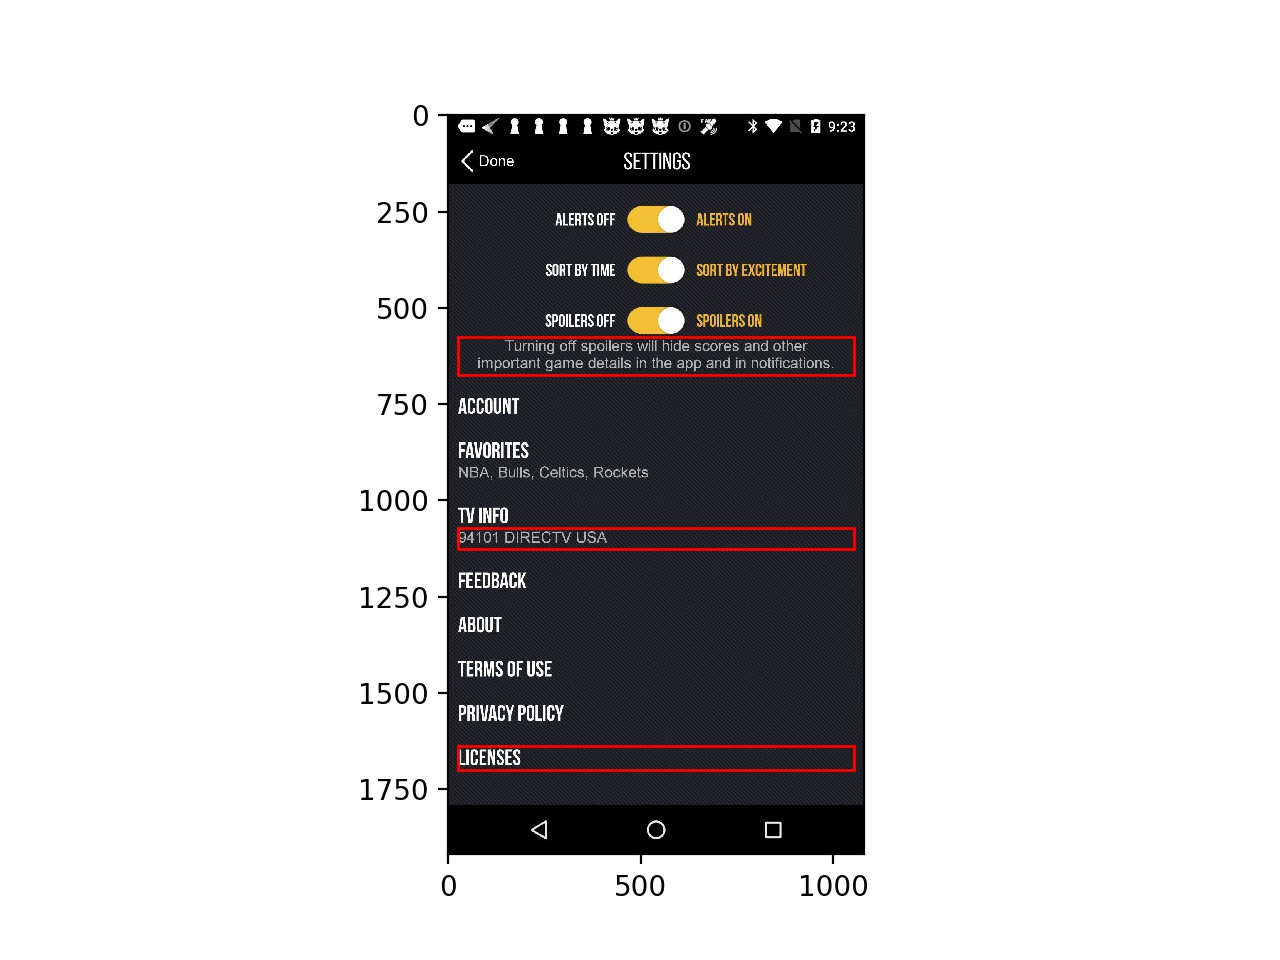 0
250
500
750
1000
1250
1500
1750
0 500 1000
9:23
Done SETTINGS
ALERTS OFF ALERTS ON
SORT BY TIME SORT BY EXCITEMENT
SPOILERS OFF SPOILERS ON
Turning off spoilers will hide scores and other
important game details in the app and in notifications.
ACCOUNT
FAVORITES
NBA, Bulls, Celtics, Rockets
TV INFO
94101 DIRECTV USA
FEEDBACK
ABOUT
TERMS OF USE
PRIVACY POLICY
LICENSES